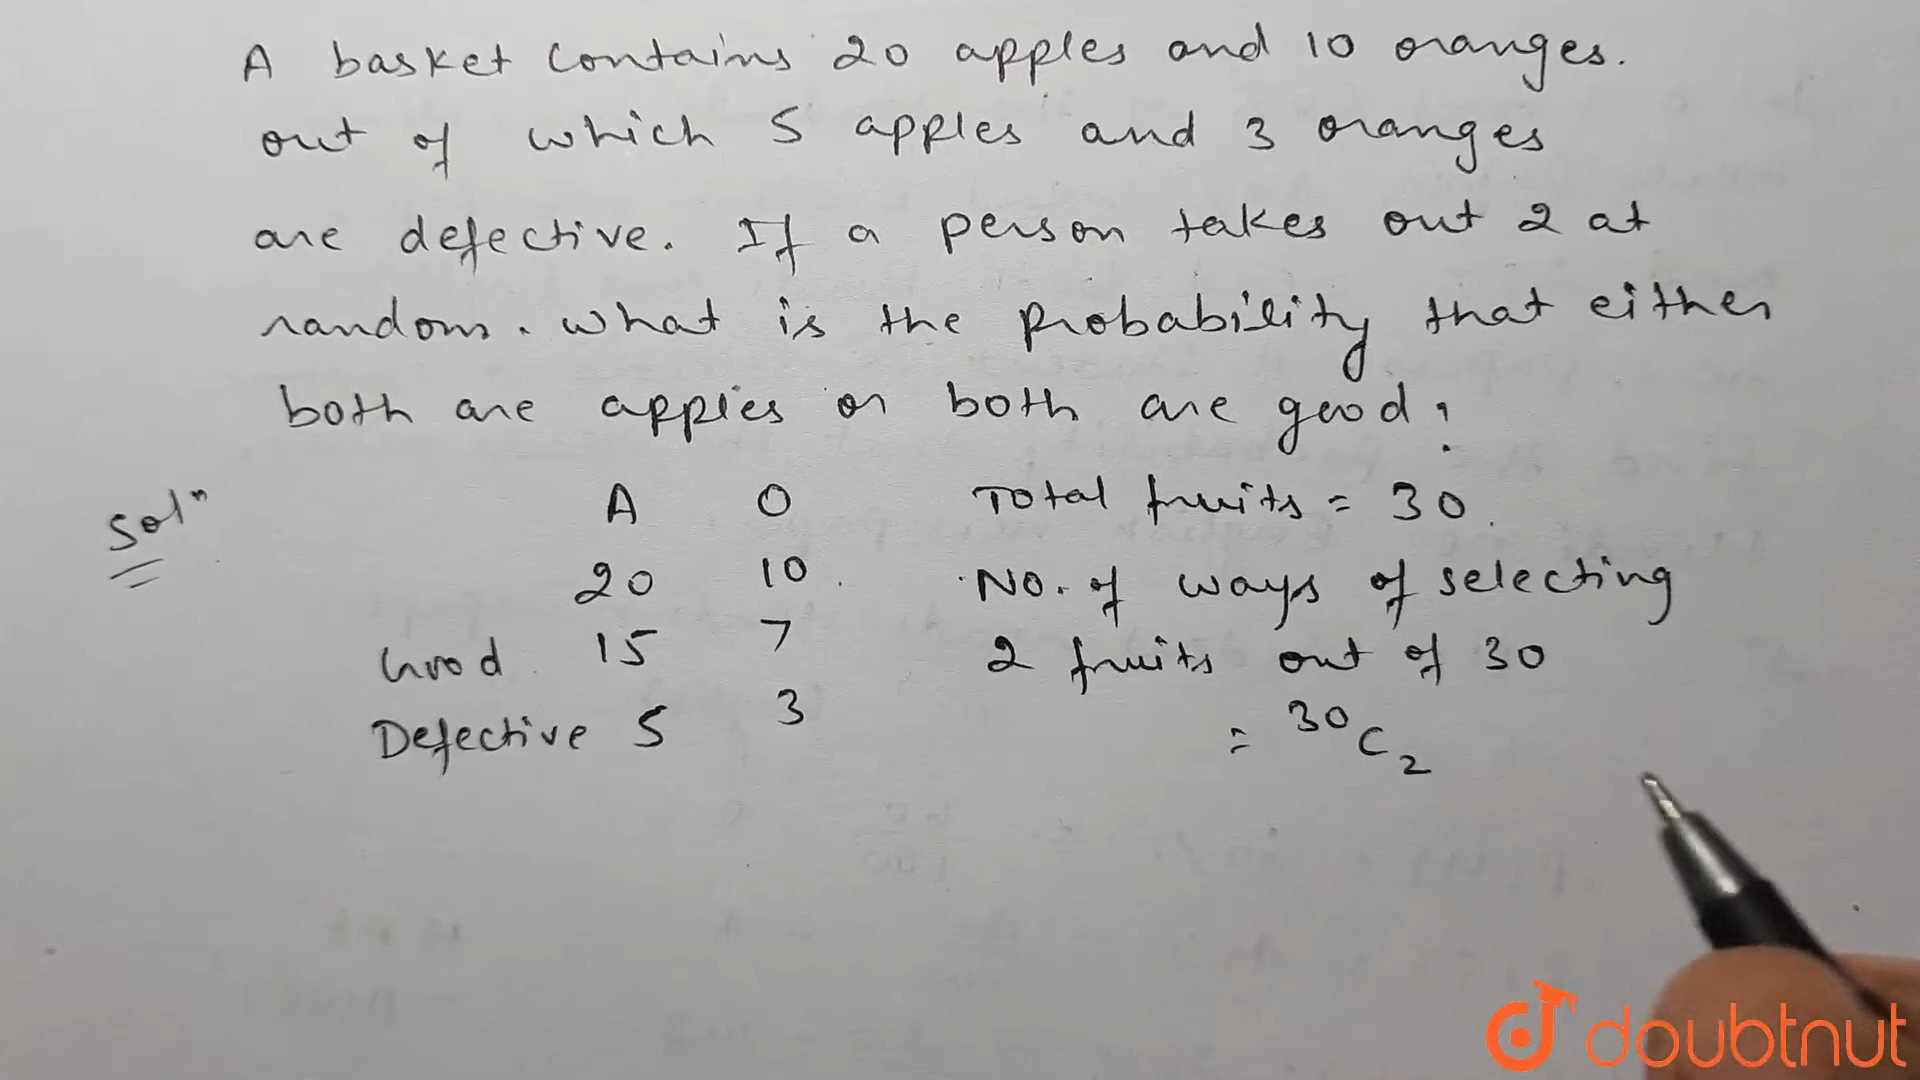 A basket contains 20 apples and 10 oranges.
out of which 5 apples and 3 oranges
are defective. If a person takes out 2 at
random. what is the probability that either
both are apples or both are good?
Solⁿ
A O Total fruits = 30.
20 10 No. of ways of selecting
Good 15 7 2 fruits out of 30
Defective 5 3 = ³⁰C₂
doubtnut